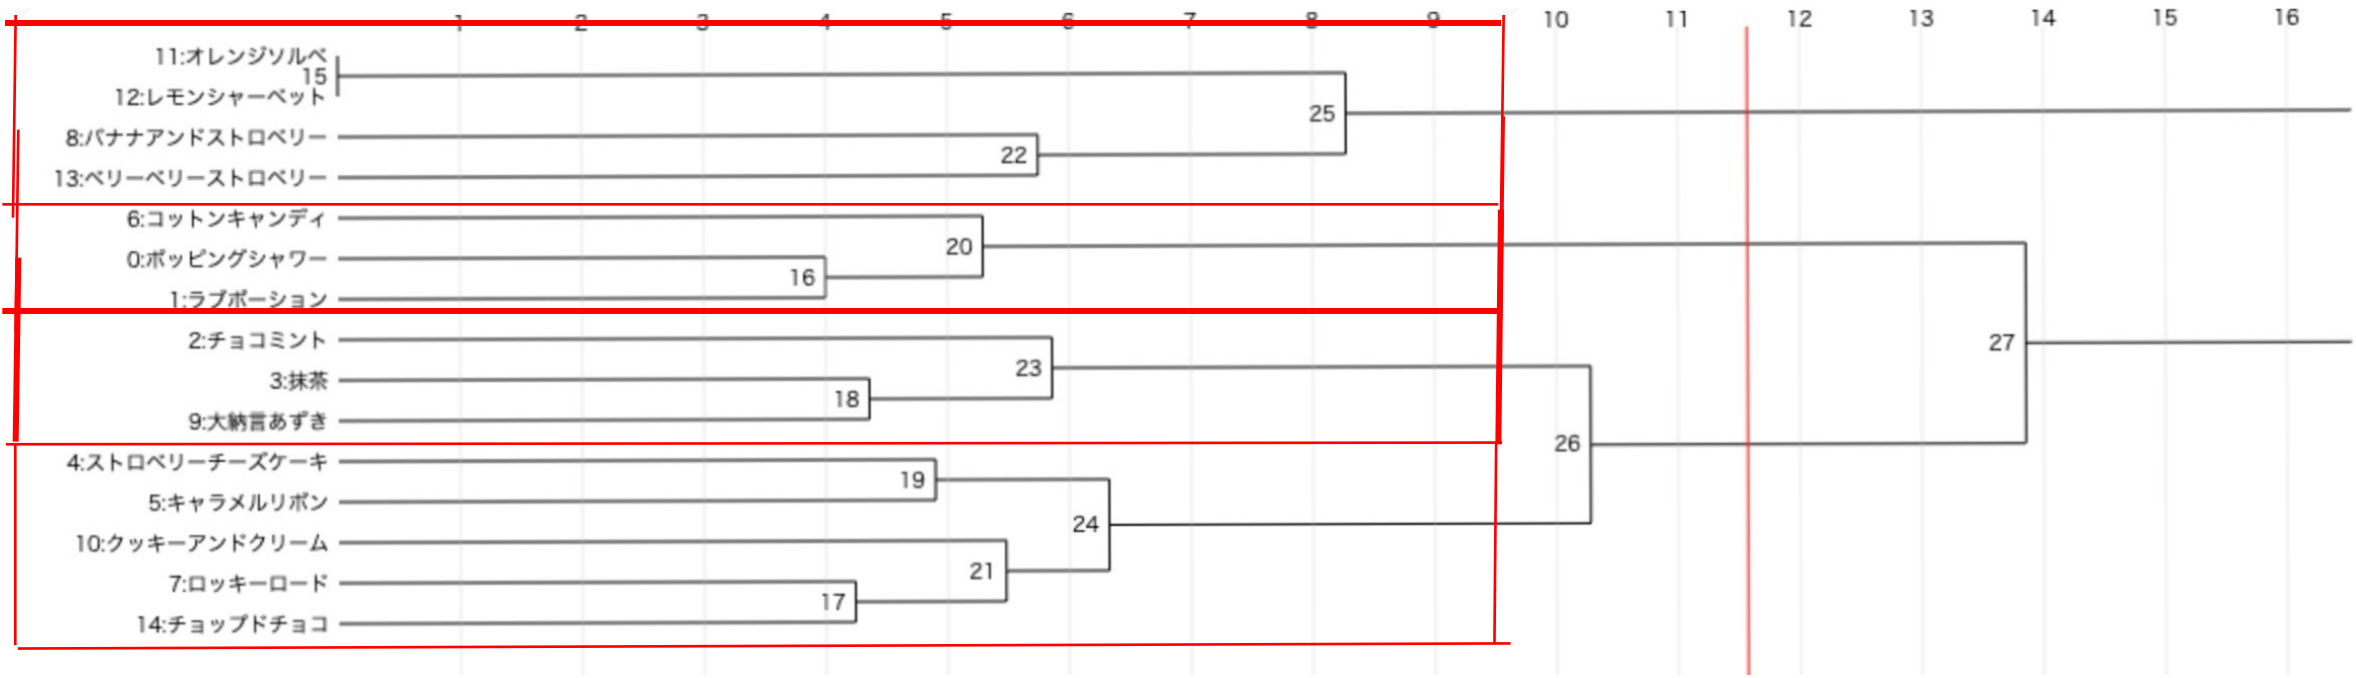 1 2 3 4 5 6 7 8 9 10 11 12 13 14 15 16
11:オレンジソルベ
15
12:レモンシャーベット
25
8:バナナアンドストロベリー
22
13:ベリーベリーストロベリー
6:コットンキャンディ
20
0:ポッピングシャワー
16
1:ラブポーション
2:チョコミント
27
23
3:抹茶
18
9:大納言あずき
26
4:ストロベリーチーズケーキ
19
5:キャラメルリボン
24
10:クッキーアンドクリーム
21
7:ロッキーロード
17
14:チョップドチョコ